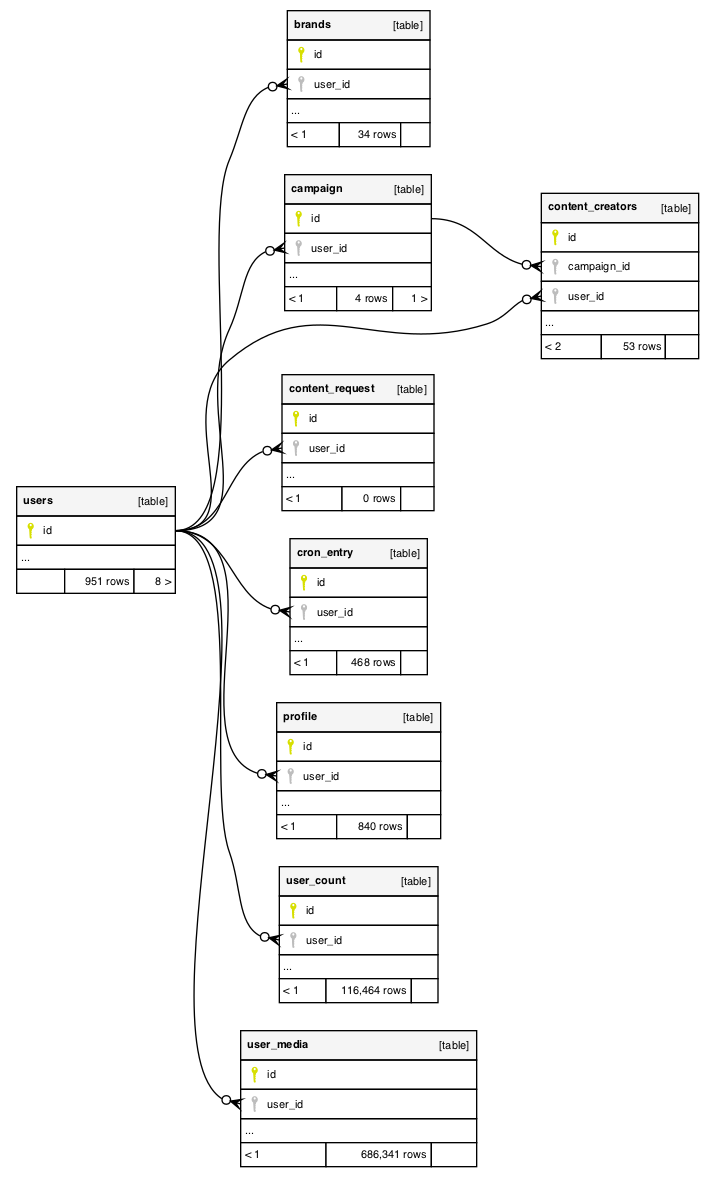 brands [table]
id
user_id
...
< 1 34 rows
campaign [table]
id
user_id
...
< 1 4 rows 1 >
content_creators [table]
id
campaign_id
user_id
...
< 2 53 rows
content_request [table]
id
user_id
...
< 1 0 rows
users [table]
id
...
951 rows 8 >
cron_entry [table]
id
user_id
...
< 1 468 rows
profile [table]
id
user_id
...
< 1 840 rows
user_count [table]
id
user_id
...
< 1 116,464 rows
user_media [table]
id
user_id
...
< 1 686,341 rows